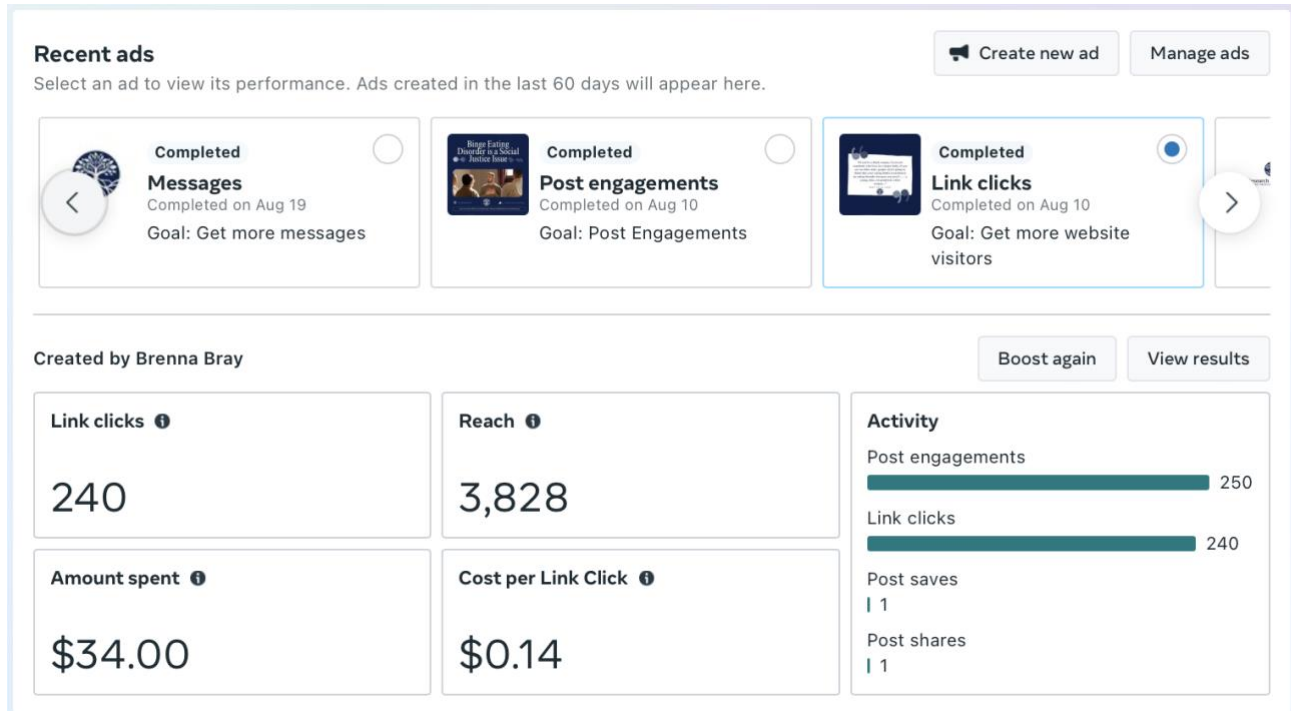 Recent ads
Create new ad
Manage ads
Select an ad to view its performance. Ads created in the last 60 days will appear here.
Completed
Messages
Completed on Aug 19
Goal: Get more messages
Binge Eating
Disorder is a Social
Justice Issue
Completed
Post engagements
Completed on Aug 10
Goal: Post Engagements
Completed
Link clicks
Completed on Aug 10
Goal: Get more website
visitors
Created by Brenna Bray
Boost again
View results
Link clicks
240
Reach
3,828
Amount spent
$34.00
Cost per Link Click
$0.14
Activity
Post engagements
250
Link clicks
240
Post saves
1
Post shares
1